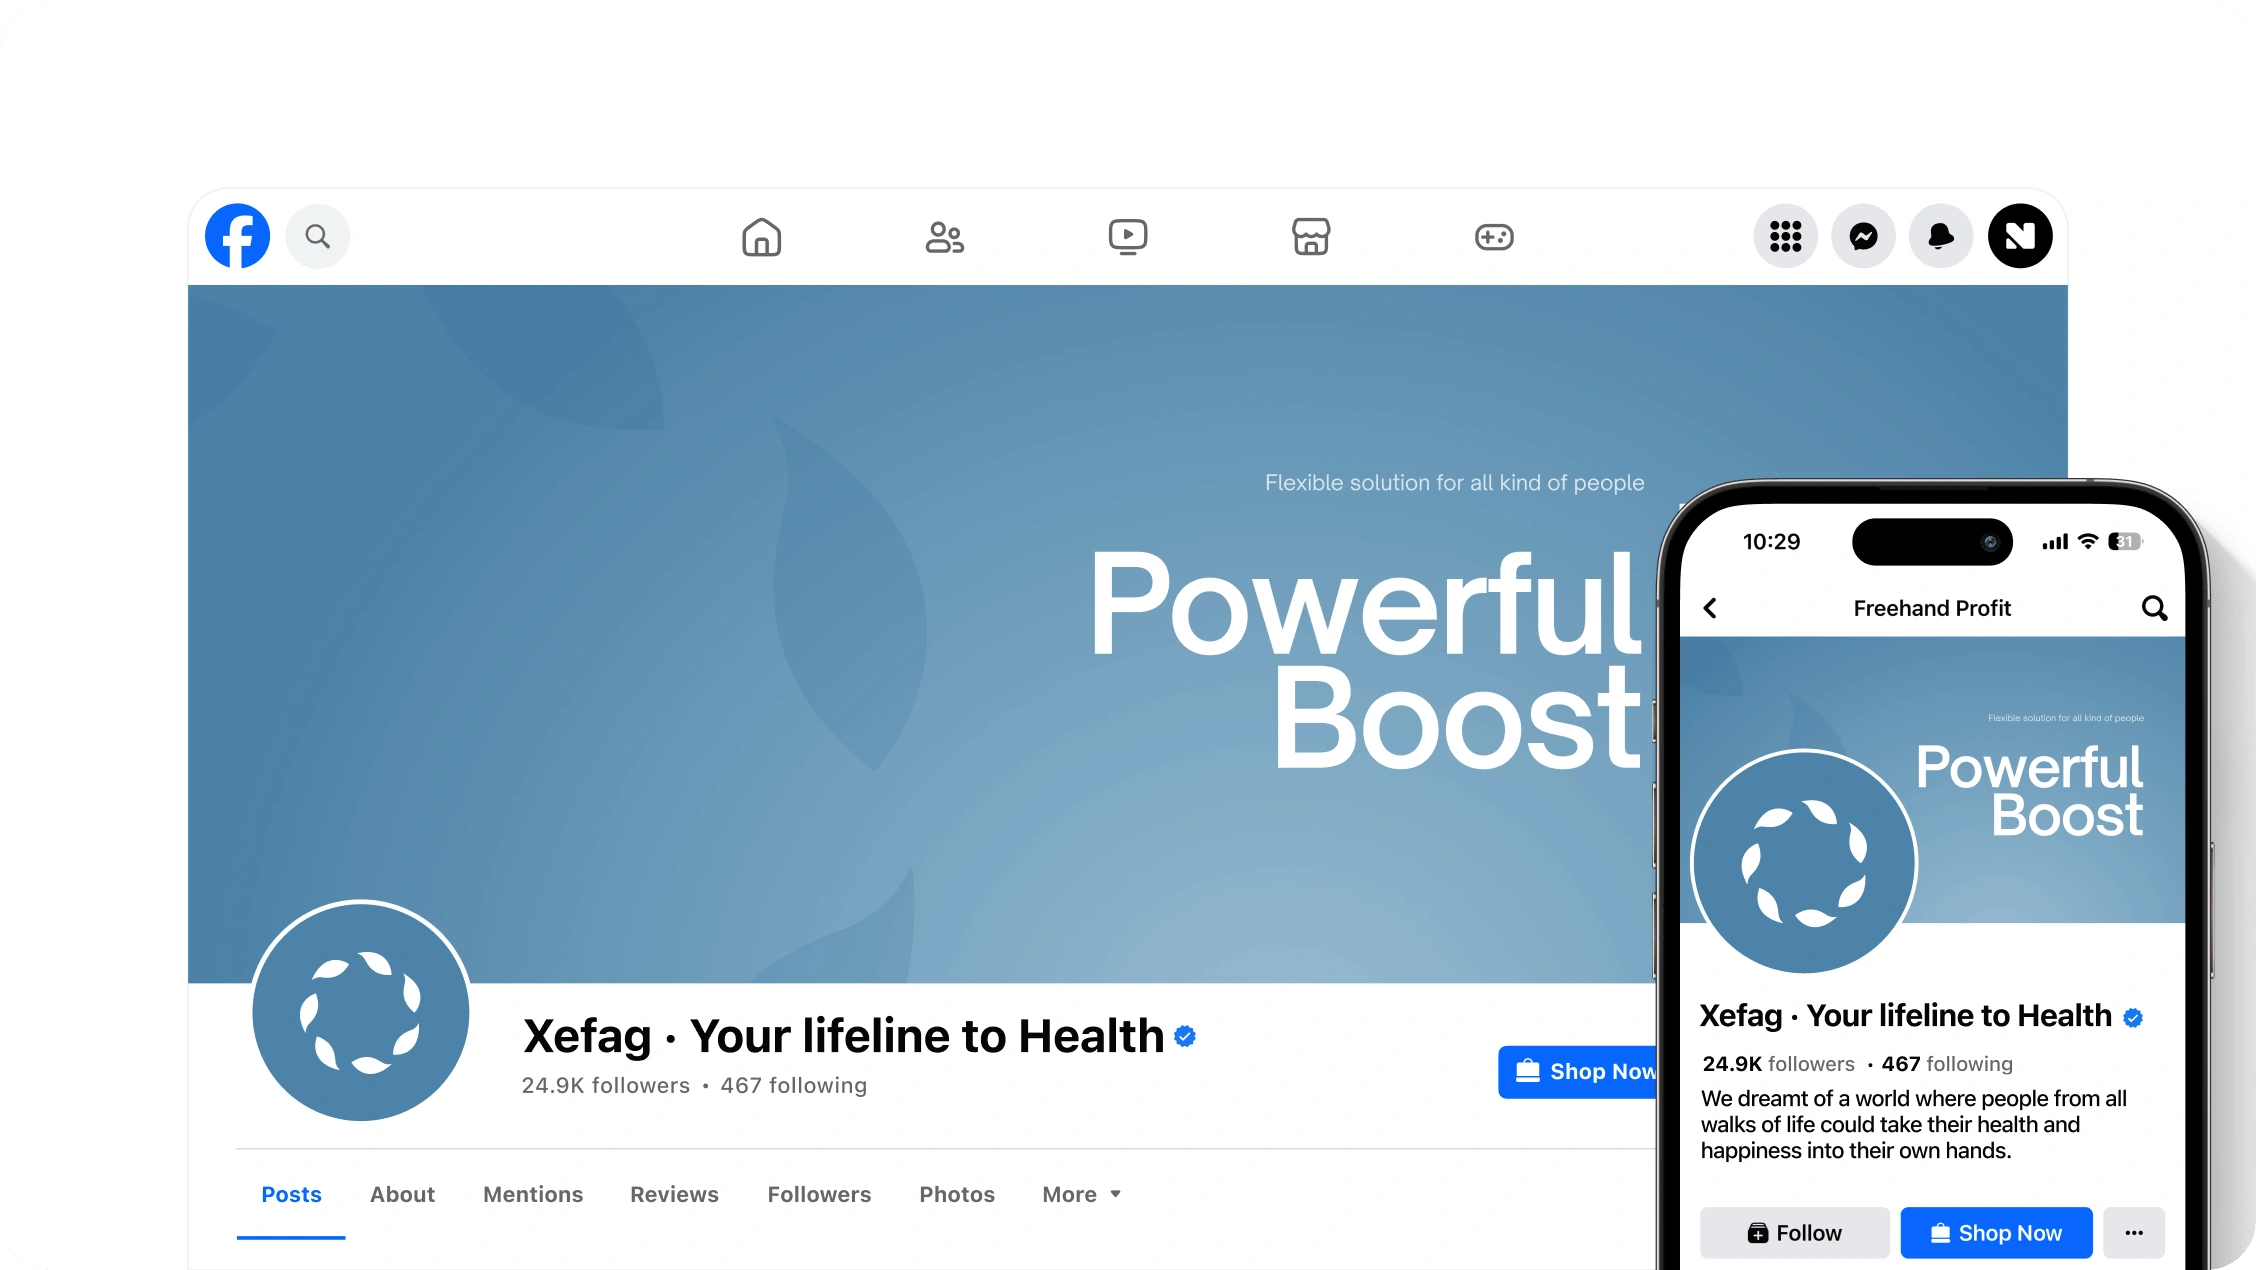 Flexible solution for all kind of people
Powerful
Boost
Xefag · Your lifeline to Health
24.9K followers • 467 following
Shop Now
Posts About Mentions Reviews Followers Photos More
10:29
31
Freehand Profit
Flexible solution for all kind of people
Powerful
Boost
Xefag · Your lifeline to Health
24.9K followers • 467 following
We dreamt of a world where people from all
walks of life could take their health and
happiness into their own hands.
Follow Shop Now